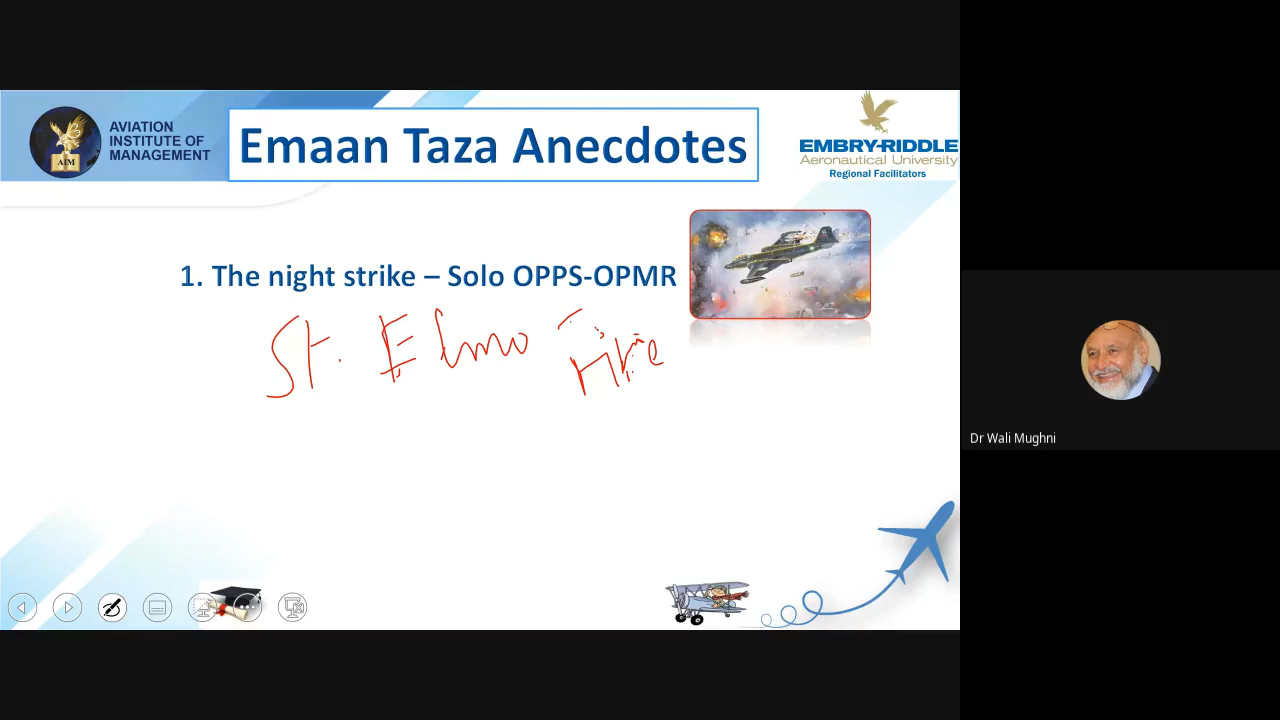 AVIATION
INSTITUTE OF
MANAGEMENT
AIM
Emaan Taza Anecdotes
EMBRY-RIDDLE
Aeronautical University
Regional Facilitators
1. The night strike – Solo OPPS-OPMR
St. Elmo Fire
Dr Wali Mughni